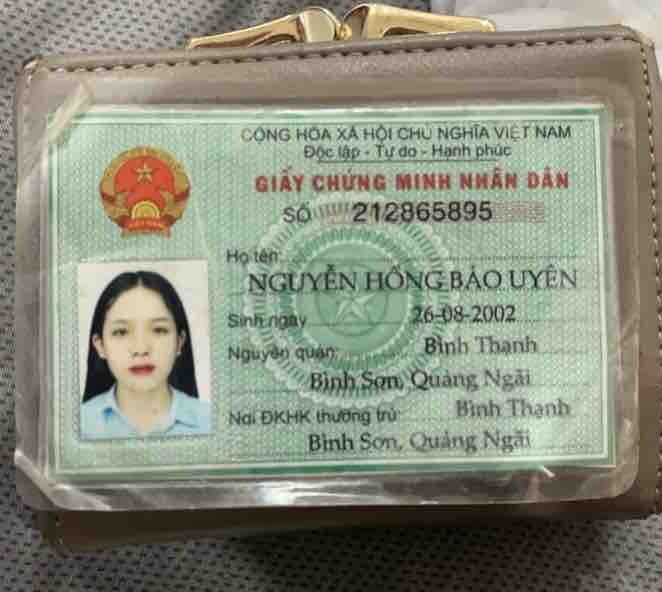 CỘNG HÒA XÃ HỘI CHỦ NGHĨA VIỆT NAM
Độc lập - Tự do - Hạnh phúc
GIẤY CHỨNG MINH NHÂN DÂN
SỐ 212865895
Họ tên:
NGUYỄN HỒNG BẢO UYÊN
Sinh ngày 26-08-2002
Nguyên quán: Bình Thạnh
Bình Sơn, Quảng Ngãi
Nơi ĐKHK thường trú: Bình Thạnh
Bình Sơn, Quảng Ngãi